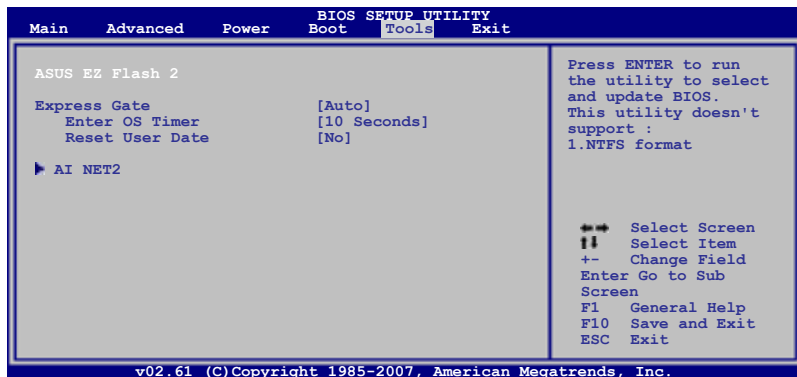 BIOS SETUP UTILITY
Main Advanced Power Boot Tools Exit
ASUS EZ Flash 2
Express Gate [Auto]
Enter OS Timer [10 Seconds]
Reset User Date [No]
AI NET2
Press ENTER to run
the utility to select
and update BIOS.
This utility doesn't
support :
1.NTFS format
Select Screen
Select Item
+- Change Field
Enter Go to Sub
Screen
F1 General Help
F10 Save and Exit
ESC Exit
v02.61 (C)Copyright 1985-2007, American Megatrends, Inc.